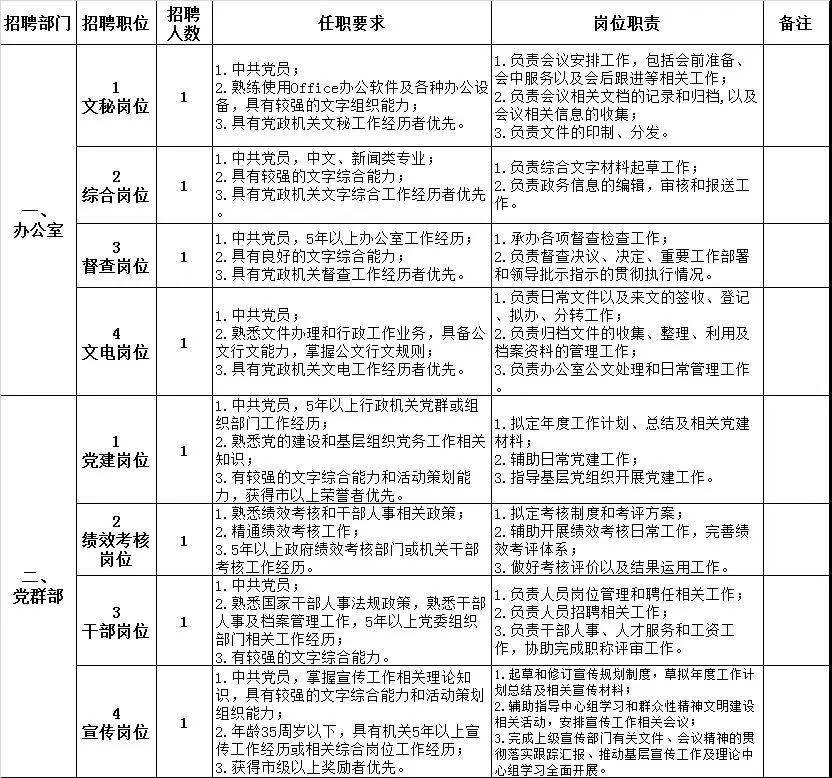 招聘部门 招聘职位 招聘人数 任职要求 岗位职责 备注
一、
办公室
1
文秘岗位
1
1.中共党员；
2.熟练使用Office办公软件及各种办公设
备，具有较强的文字组织能力；
3.具有党政机关文秘工作经历者优先。
1.负责会议安排工作，包括会前准备、
会中服务以及会后跟进等相关工作；
2.负责会议相关文档的记录和归档,以及
会议相关信息的收集；
3.负责文件的印制、分发。
2
综合岗位
1
1.中共党员，中文、新闻类专业；
2.具有较强的文字综合能力；
3.具有党政机关文字综合工作经历者优先
。
1.负责综合文字材料起草工作；
2.负责政务信息的编辑，审核和报送工
作。
3
督查岗位
1
1.中共党员，5年以上办公室工作经历；
2.具有良好的文字综合能力；
3.具有党政机关督查工作经历者优先。
1.承办各项督查检查工作；
2.负责督查决议、决定、重要工作部署
和领导批示指示的贯彻执行情况。
4
文电岗位
1
1.中共党员；
2.熟悉文件办理和行政工作业务，具备公
文行文能力，掌握公文行文规则；
3.具有党政机关文电工作经历者优先。
1.负责日常文件以及来文的签收、登记
、拟办、分转工作；
2.负责归档文件的收集、整理、利用及
档案资料的管理工作；
3.负责办公室公文处理和日常管理工作
。
二、
党群部
1
党建岗位
1
1.中共党员，5年以上行政机关党群或组
织部门工作经历；
2.熟悉党的建设和基层组织党务工作相关
知识；
3.有较强的文字综合能力和活动策划能
力，获得市以上荣誉者优先。
1.拟定年度工作计划、总结及相关党建
材料；
2.辅助日常党建工作；
3.指导基层党组织开展党建工作。
2
绩效考核
岗位
1
1.熟悉绩效考核和干部人事相关政策；
2.精通绩效考核工作；
3.5年以上政府绩效考核部门或机关干部
考核工作经历。
1.拟定考核制度和考评方案；
2.辅助开展绩效考核日常工作，完善绩
效考评体系；
3.做好考核评价以及结果运用工作。
3
干部岗位
1
1.中共党员；
2.熟悉国家干部人事法规政策，熟悉干部
人事及档案管理工作，5年以上党委组织
部门相关工作经历；
3.有较强的文字综合能力。
1.负责人员岗位管理和聘任相关工作；
2.负责人员招聘相关工作；
3.负责干部人事、人才服务和工资工
作，协助完成职称评审工作。
4
宣传岗位
1
1.中共党员，掌握宣传工作相关理论知
识，具有较强的文字综合能力和活动策划
组织能力；
2.年龄35周岁以下，具有机关5年以上宣
传工作经历或相关综合岗位工作经历；
3.获得市级以上奖励者优先。
1.起草和修订宣传规划制度，草拟年度工作计
划总结及相关宣传材料；
2.辅助指导中心组学习和群众性精神文明建设
相关活动，安排宣传工作相关会议；
3.完成上级宣传部门有关文件、会议精神的贯
彻落实跟踪汇报、推动基层宣传工作及理论中
心组学习全面开展。